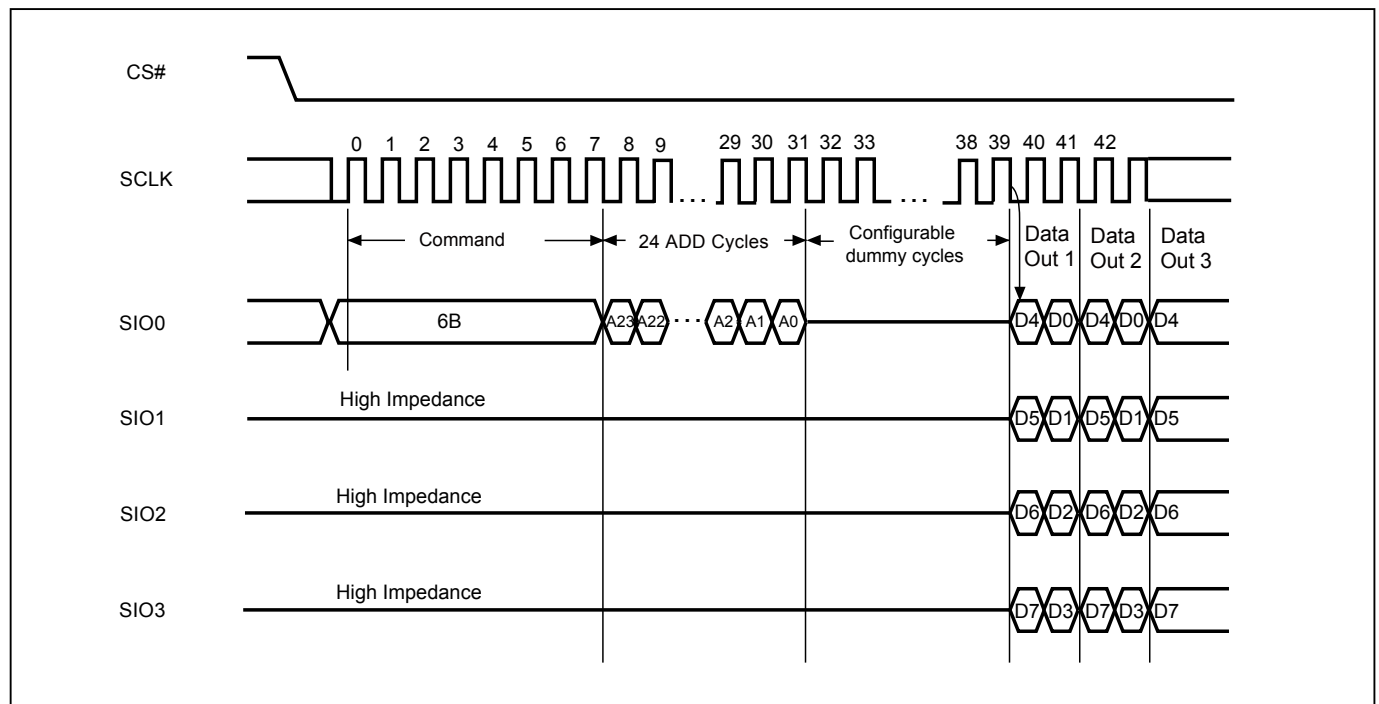 CS#
0 1 2 3 4 5 6 7 8 9 29 30 31 32 33 38 39 40 41 42
SCLK
... ...
Command 24 ADD Cycles Configurable dummy cycles Data Out 1 Data Out 2 Data Out 3
SIO0 6B A23 A22 ... A2 A1 A0 D4 D0 D4 D0 D4
High Impedance
SIO1 D5 D1 D5 D1 D5
High Impedance
SIO2 D6 D2 D6 D2 D6
High Impedance
SIO3 D7 D3 D7 D3 D7